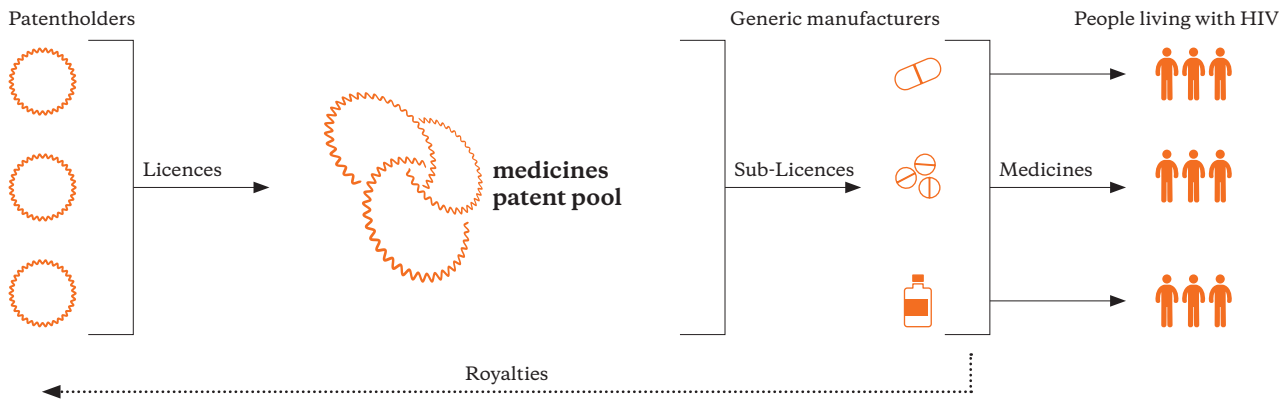 Patentholders
Generic manufacturers
People living with HIV
Licences
medicines
patent pool
Sub-Licences
Medicines
Royalties